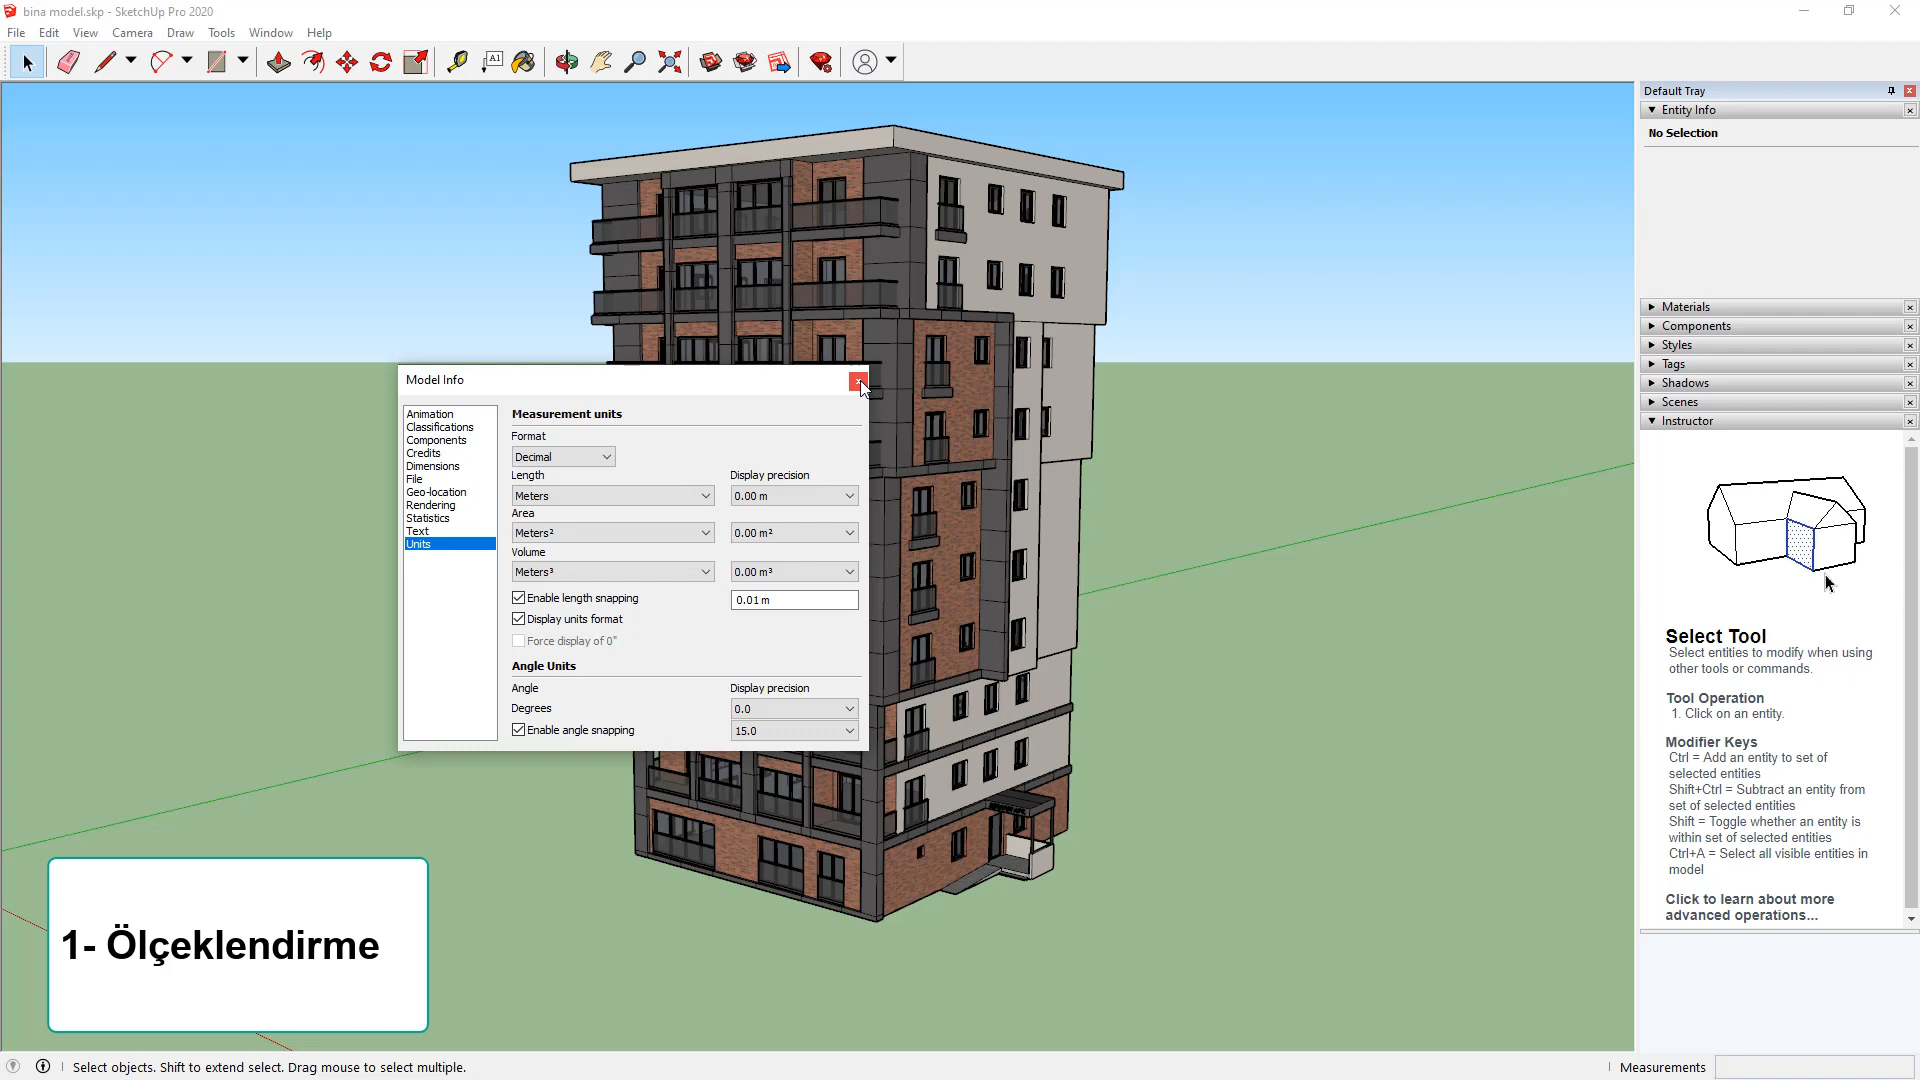 bina model.skp - SketchUp Pro 2020
File Edit View Camera Draw Tools Window Help
A1
Default Tray
Entity Info
No Selection
Materials
Components
Styles
Tags
Shadows
Scenes
Instructor
Select Tool
Select entities to modify when using
other tools or commands.
Tool Operation
1. Click on an entity.
Modifier Keys
Ctrl = Add an entity to set of
selected entities
Shift+Ctrl = Subtract an entity from
set of selected entities
Shift = Toggle whether an entity is
within set of selected entities
Ctrl+A = Select all visible entities in
model
Click to learn about more
advanced operations...
Model Info
Animation
Classifications
Components
Credits
Dimensions
File
Geo-location
Rendering
Statistics
Text
Units
Measurement units
Format
Decimal
Length Display precision
Meters 0.00 m
Area
Meters² 0.00 m²
Volume
Meters³ 0.00 m³
Enable length snapping 0.01 m
Display units format
Force display of 0"
Angle Units
Angle Display precision
Degrees 0.0
Enable angle snapping 15.0
1- Ölçeklendirme
Select objects. Shift to extend select. Drag mouse to select multiple.
Measurements